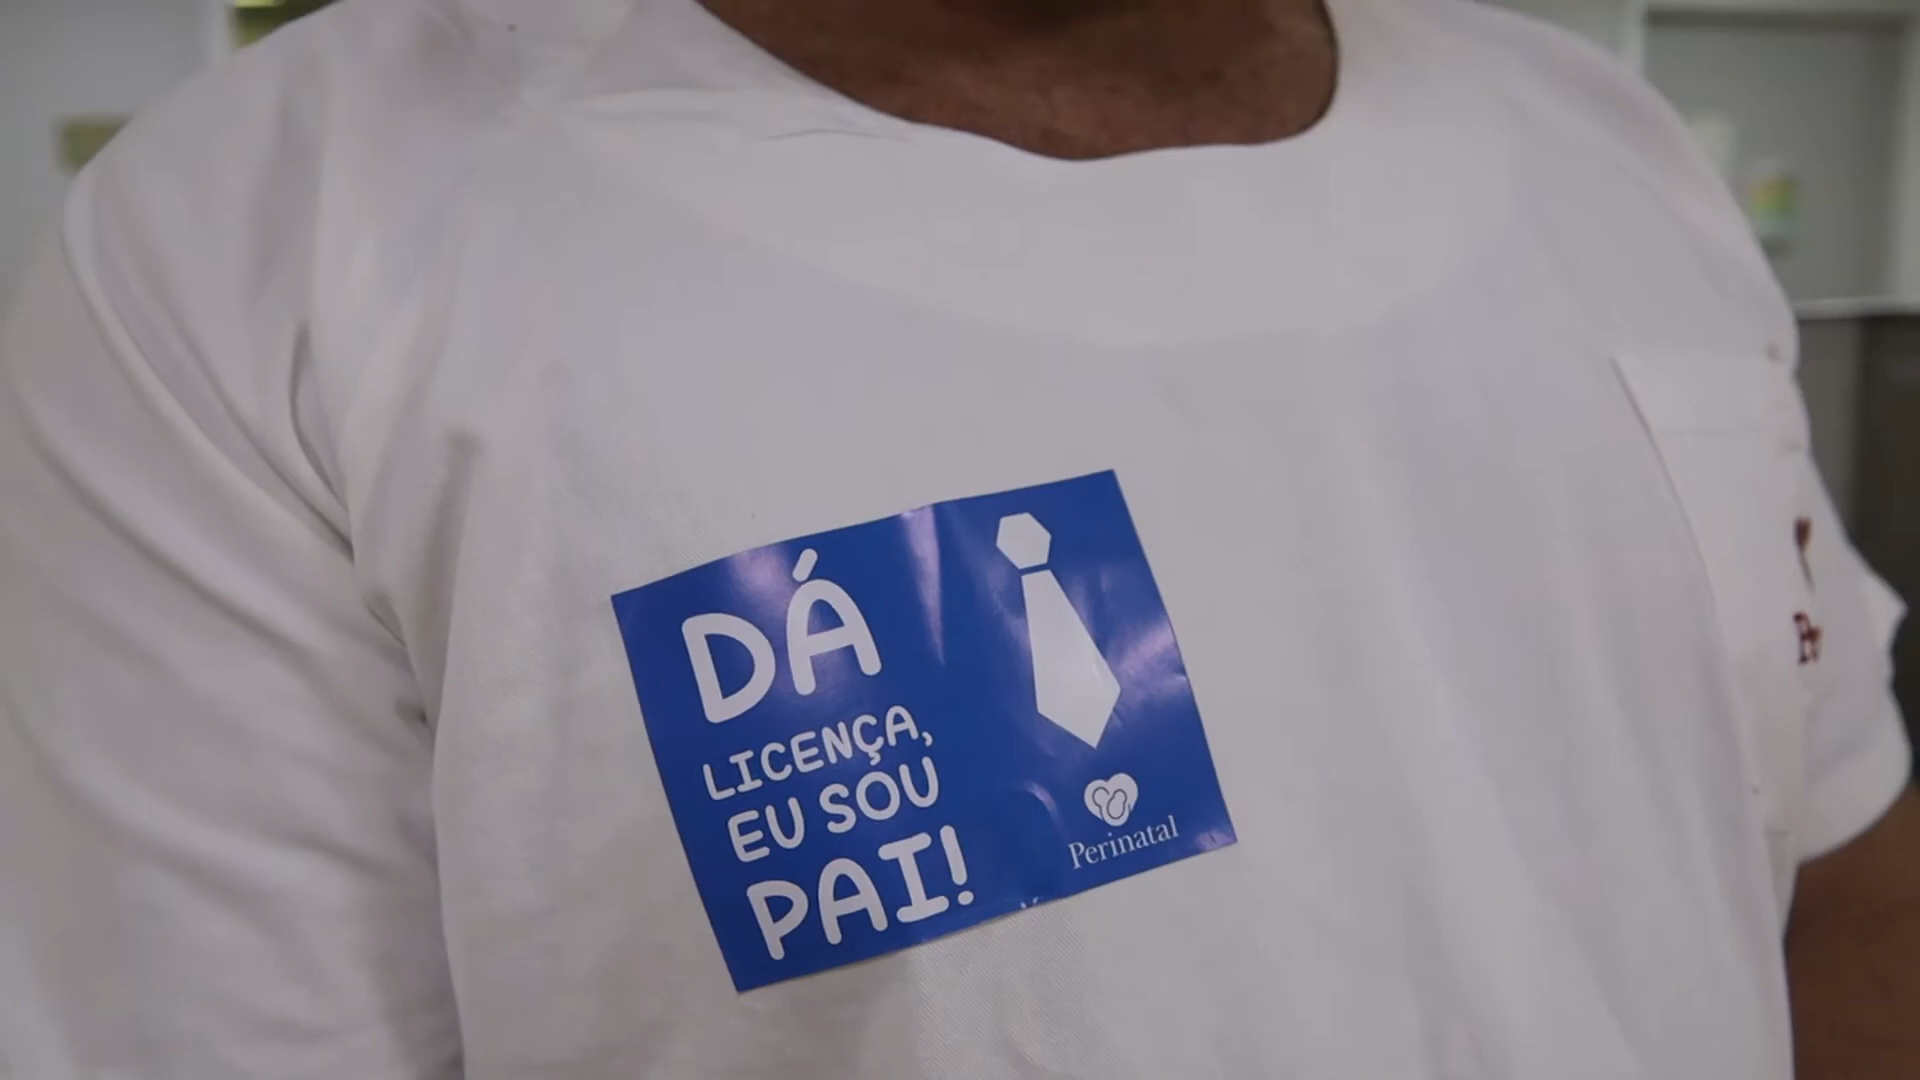 DÁ
LICENÇA,
EU SOU
PAI!
Perinatal